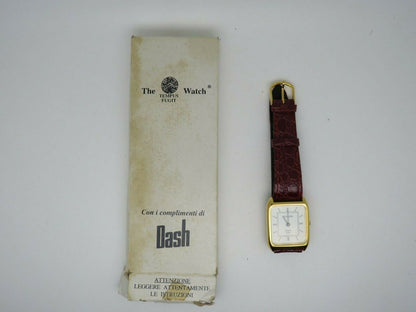 The Watch®
TEMPUS
FUGIT
Con i complimenti di
Dash
ATTENZIONE
LEGGERE ATTENTAMENTE
LE ISTRUZIONI